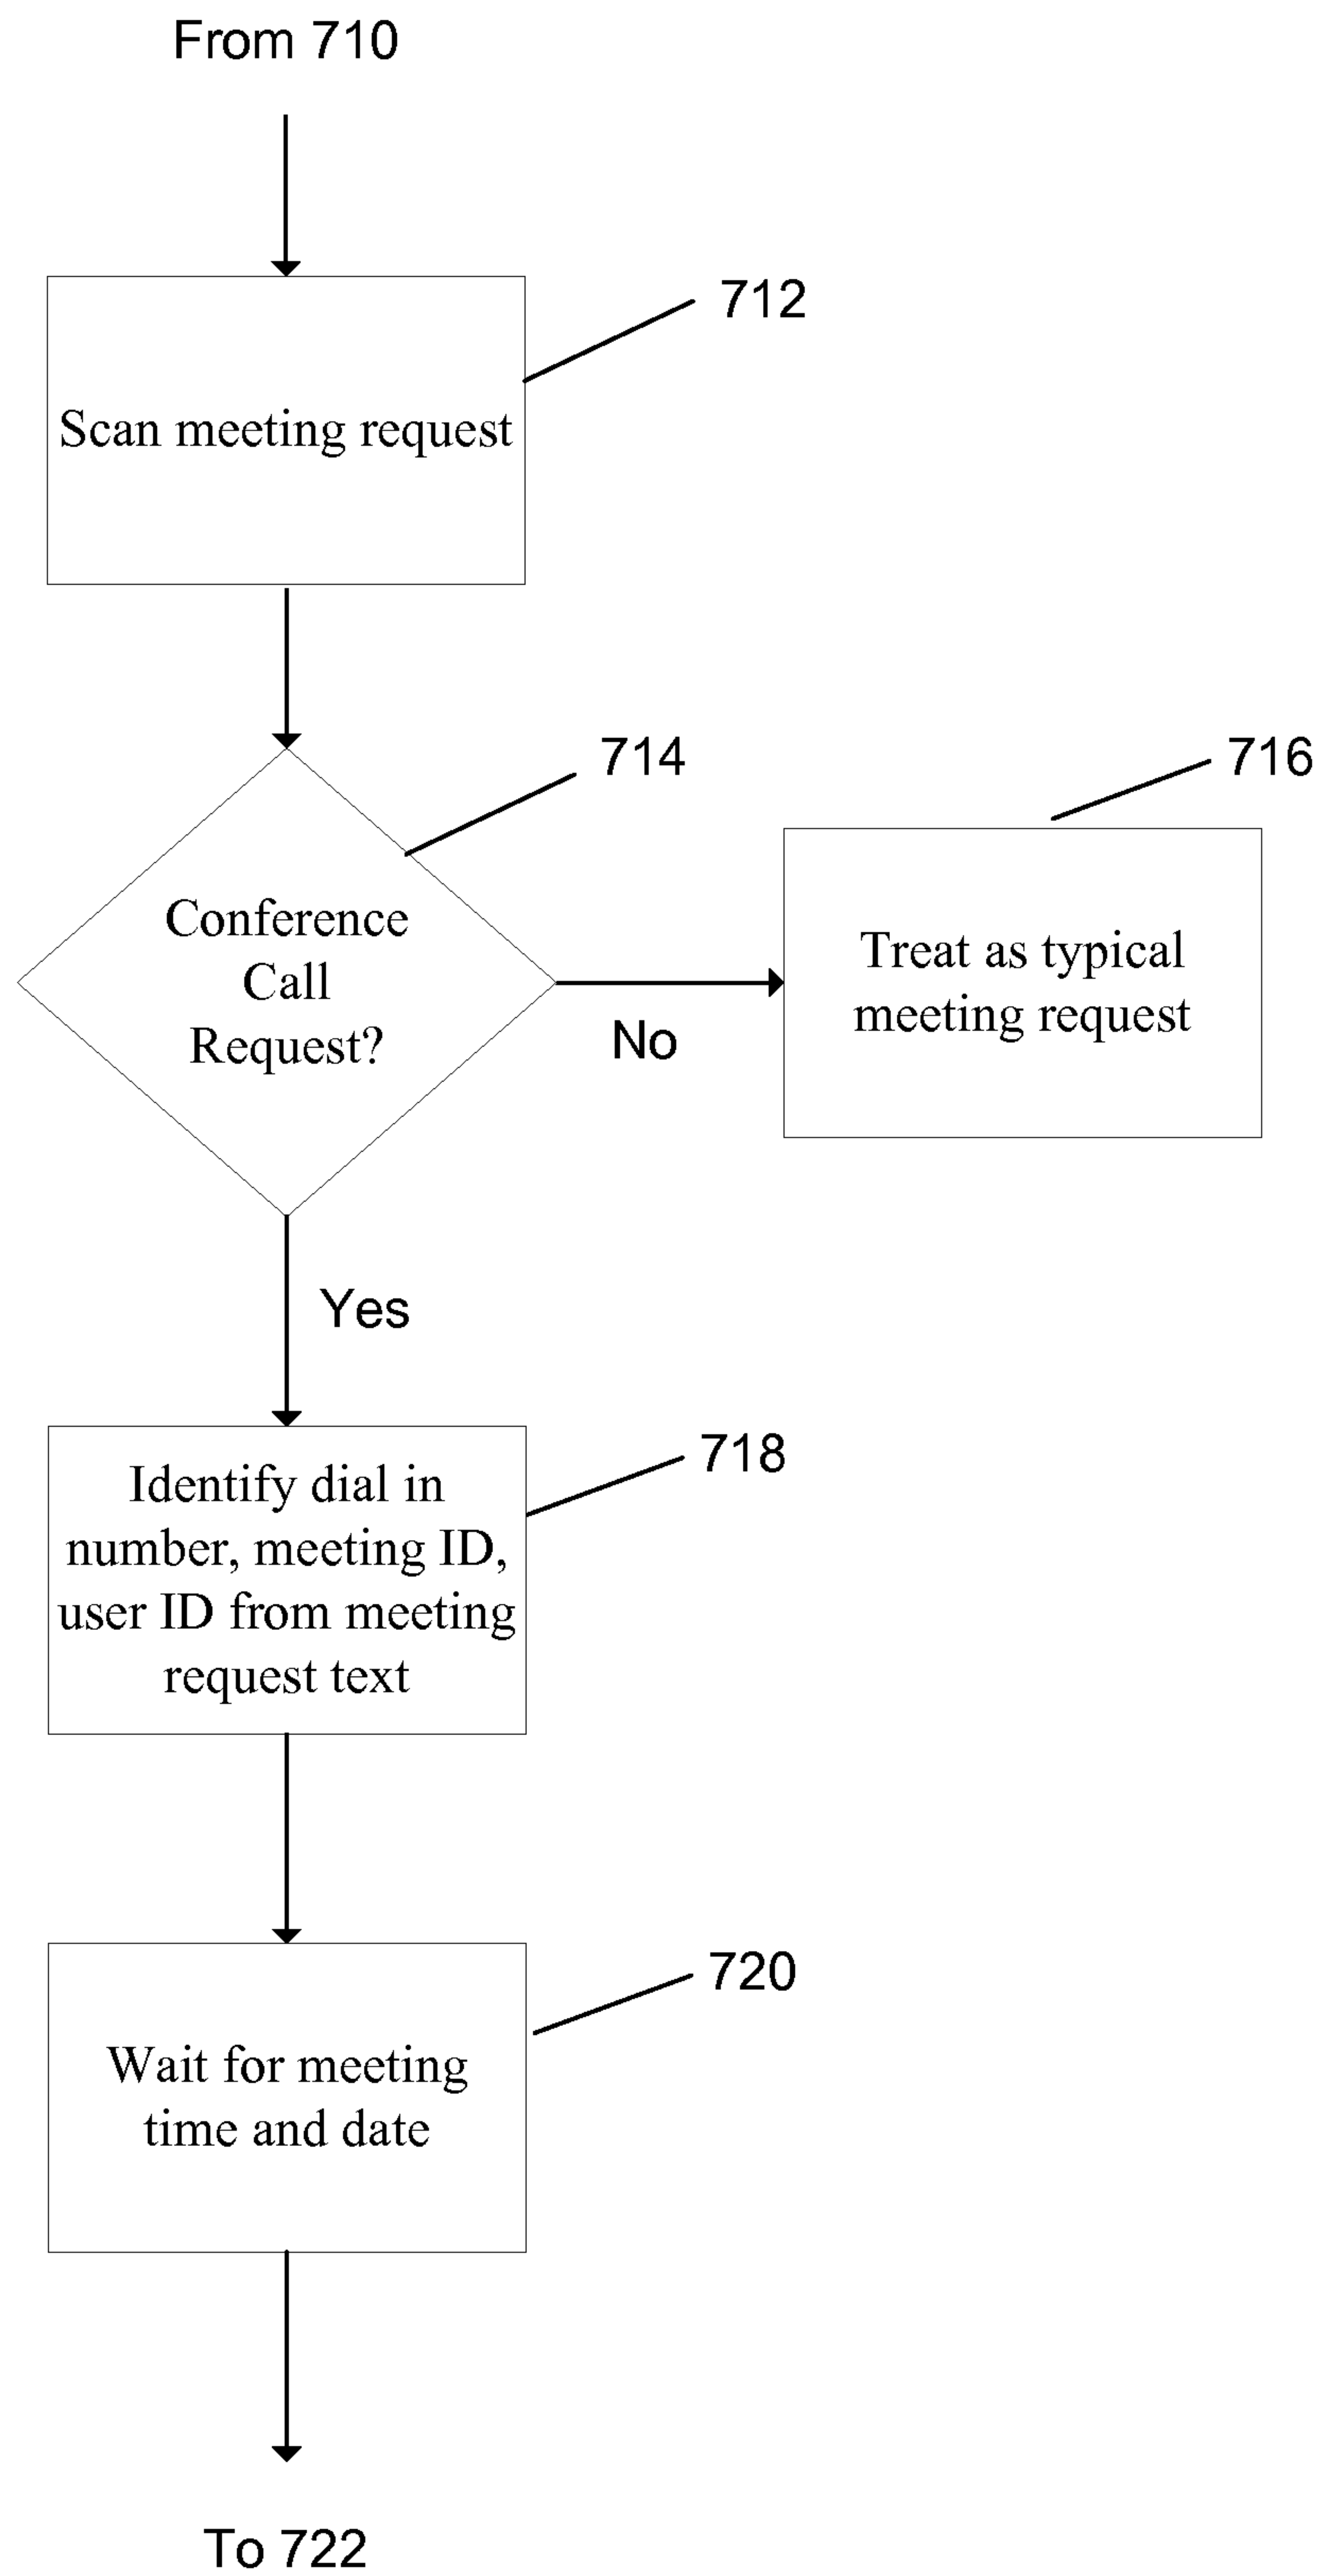 From 710
712
Scan meeting request
714
716
Conference
Call
Request?
Treat as typical
meeting request
No
Yes
718
Identify dial in
number, meeting ID,
user ID from meeting
request text
720
Wait for meeting
time and date
To 722